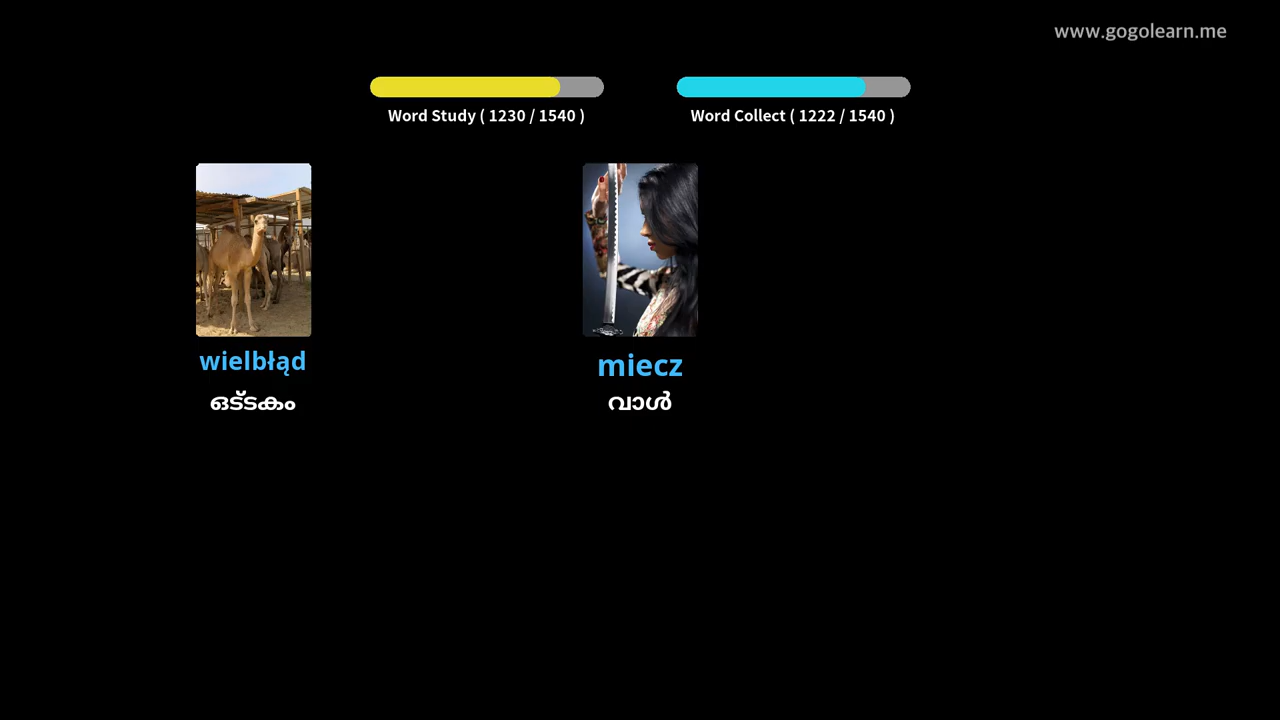 www.gogolearn.me
Word Study ( 1230 / 1540 )
Word Collect ( 1222 / 1540 )
wielbłąd
miecz
ഒട്ടകം
വാൾ